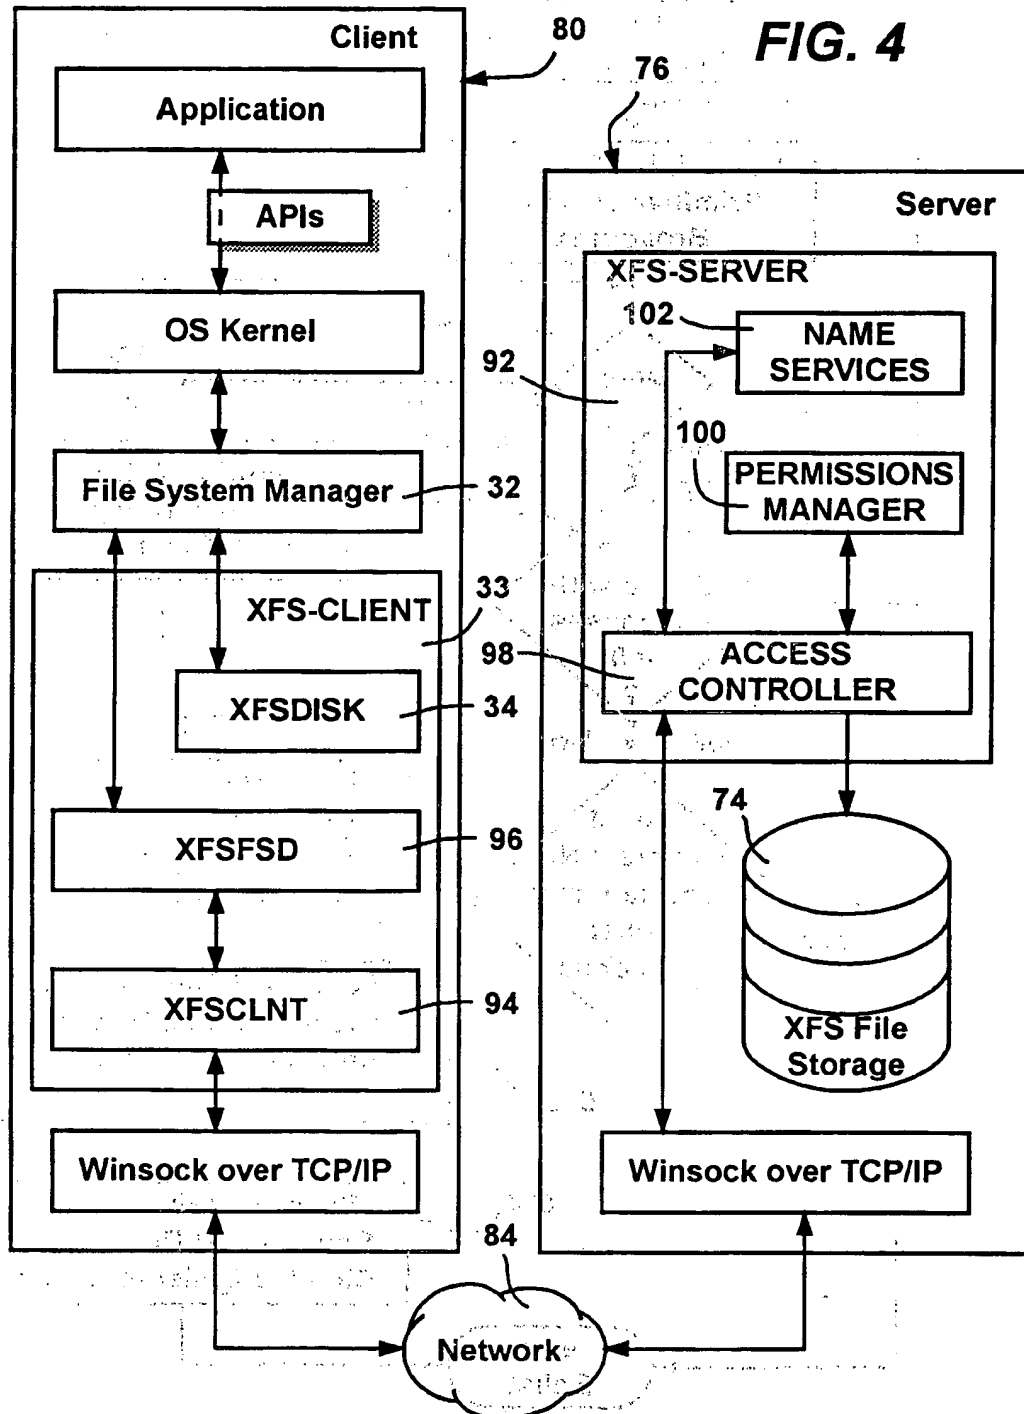 FIG. 4
Client
80
Application
APIs
OS Kernel
File System Manager
32
XFS-CLIENT
33
XFSDISK
34
XFSFSD
96
XFSCLNT
94
Winsock over TCP/IP
76
Server
XFS-SERVER
92
102
NAME
SERVICES
100
PERMISSIONS
MANAGER
98
ACCESS
CONTROLLER
74
XFS File
Storage
Winsock over TCP/IP
84
Network